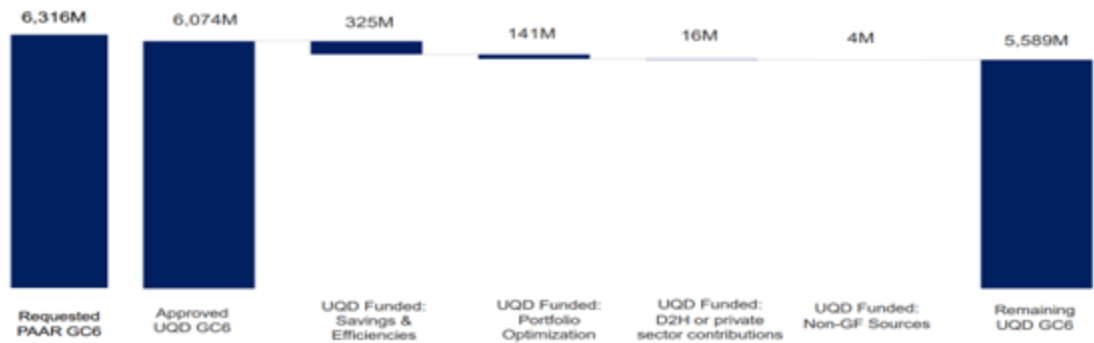 6,316M
6,074M
325M
141M
16M
4M
5,589M
Requested
PAAR GC6
Approved
UQD GC6
UQD Funded:
Savings &
Efficiencies
UQD Funded:
Portfolio
Optimization
UQD Funded:
D2H or private
sector contributions
UQD Funded:
Non-GF Sources
Remaining
UQD GC6